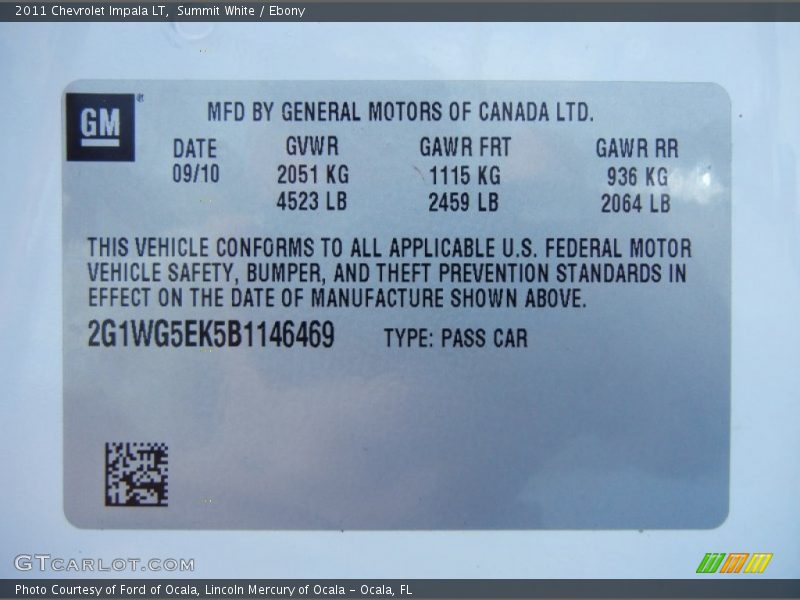 2011 Chevrolet Impala LT, Summit White / Ebony
GM
MFD BY GENERAL MOTORS OF CANADA LTD.
DATE GVWR GAWR FRT GAWR RR
09/10 2051 KG 1115 KG 936 KG
4523 LB 2459 LB 2064 LB
THIS VEHICLE CONFORMS TO ALL APPLICABLE U.S. FEDERAL MOTOR
VEHICLE SAFETY, BUMPER, AND THEFT PREVENTION STANDARDS IN
EFFECT ON THE DATE OF MANUFACTURE SHOWN ABOVE.
2G1WG5EK5B1146469 TYPE: PASS CAR
GTCARLOT.COM
Photo Courtesy of Ford of Ocala, Lincoln Mercury of Ocala - Ocala, FL